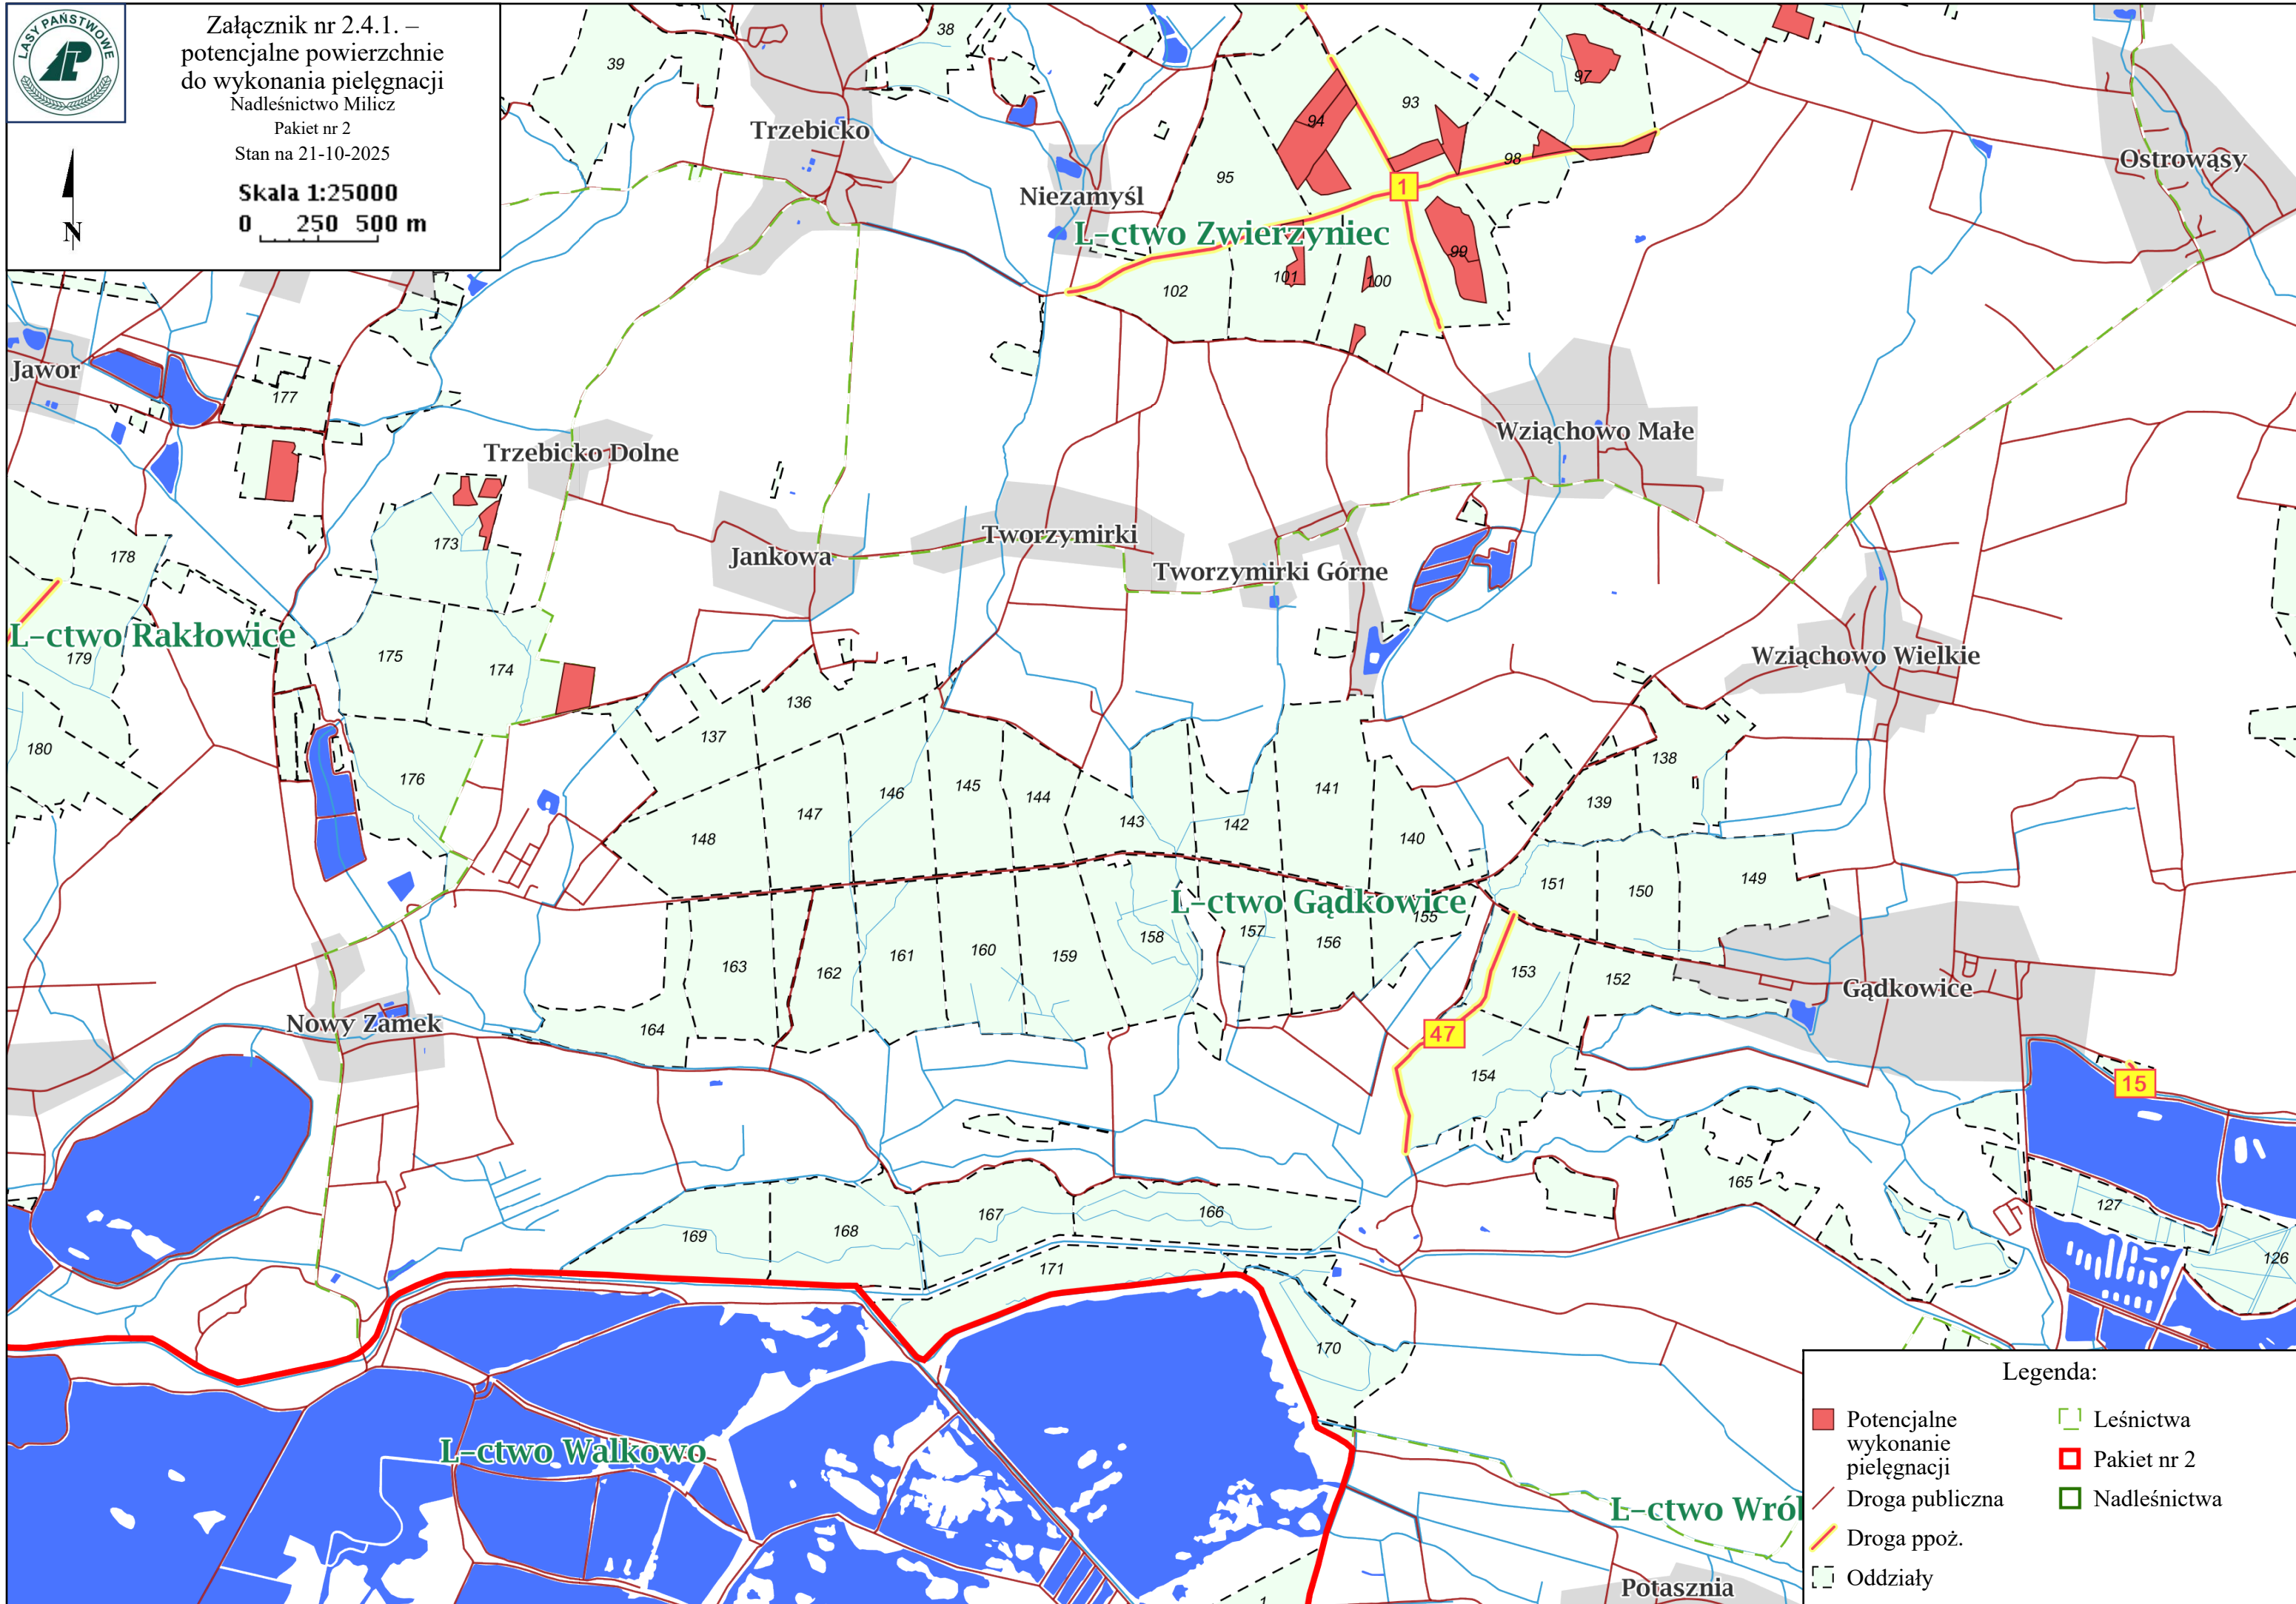 LASY PAŃSTWOWE
Załącznik nr 2.4.1. –
potencjalne powierzchnie
do wykonania pielęgnacji
Nadleśnictwo Milicz
Pakiet nr 2
Stan na 21-10-2025
Skala 1:25000
0 250 500 m
N
39
38
97
93
94
Trzebicko
98
Ostrowąsy
95
1
Niezamyśl
L-ctwo Zwierzyniec
99
101
100
102
Jawor
177
Wziąchowo Małe
Trzebicko Dolne
Tworzymirki
173
178
Jankowa
Tworzymirki Górne
L-ctwo Rakłowice
179
175
174
Wziąchowo Wielkie
136
137
180
176
138
145
146
144
141
139
147
143
142
148
140
151
150
149
L-ctwo Gądkowice
155
157
158
156
163
162
161
160
159
153
152
Gądkowice
Nowy Zamek
164
47
154
15
165
127
166
167
168
169
126
171
170
L-ctwo Walkowo
L-ctwo Wról
Potasznia
1
Legenda:
Potencjalne
wykonanie
pielęgnacji
Droga publiczna
Droga ppoż.
Oddziały
Leśnictwa
Pakiet nr 2
Nadleśnictwa